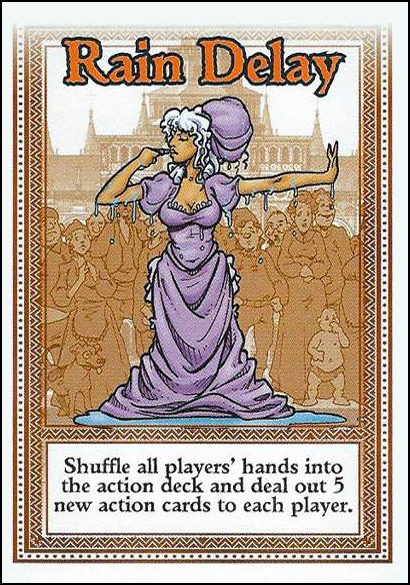 Rain Delay
Shuffle all players' hands into
the action deck and deal out 5
new action cards to each player.